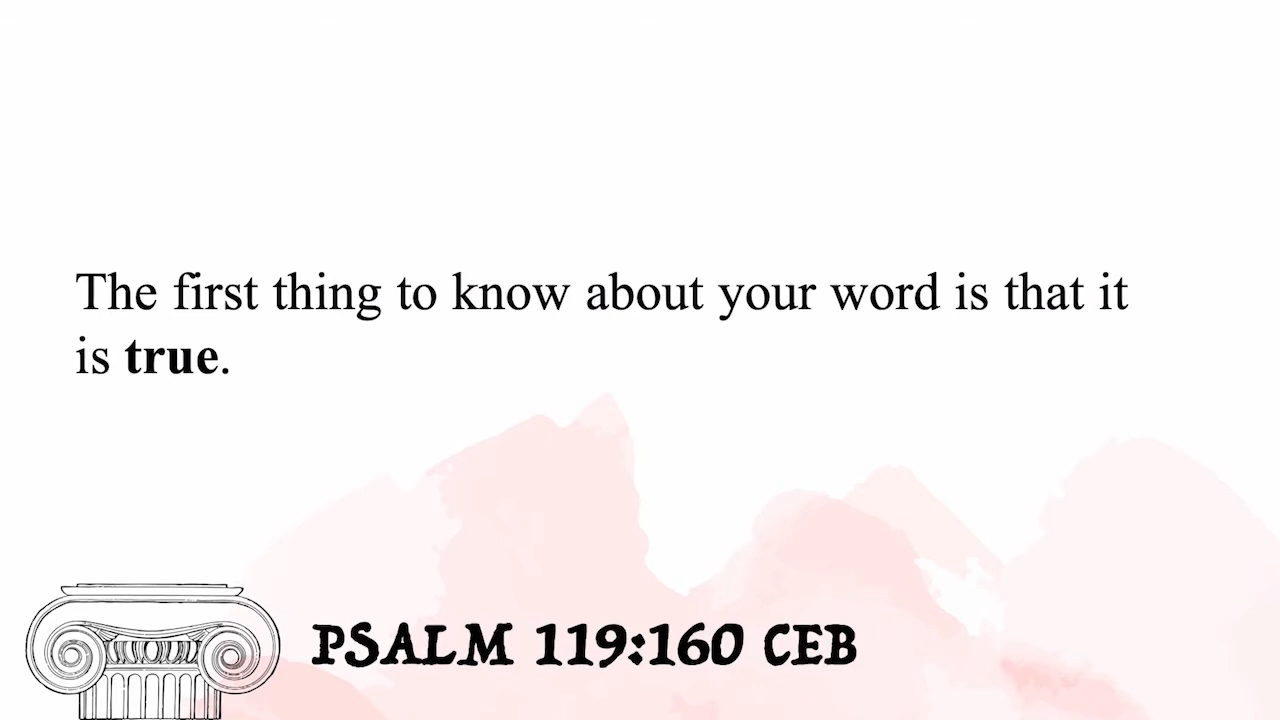 The first thing to know about your word is that it
is true.
PSALM 119:160 CEB